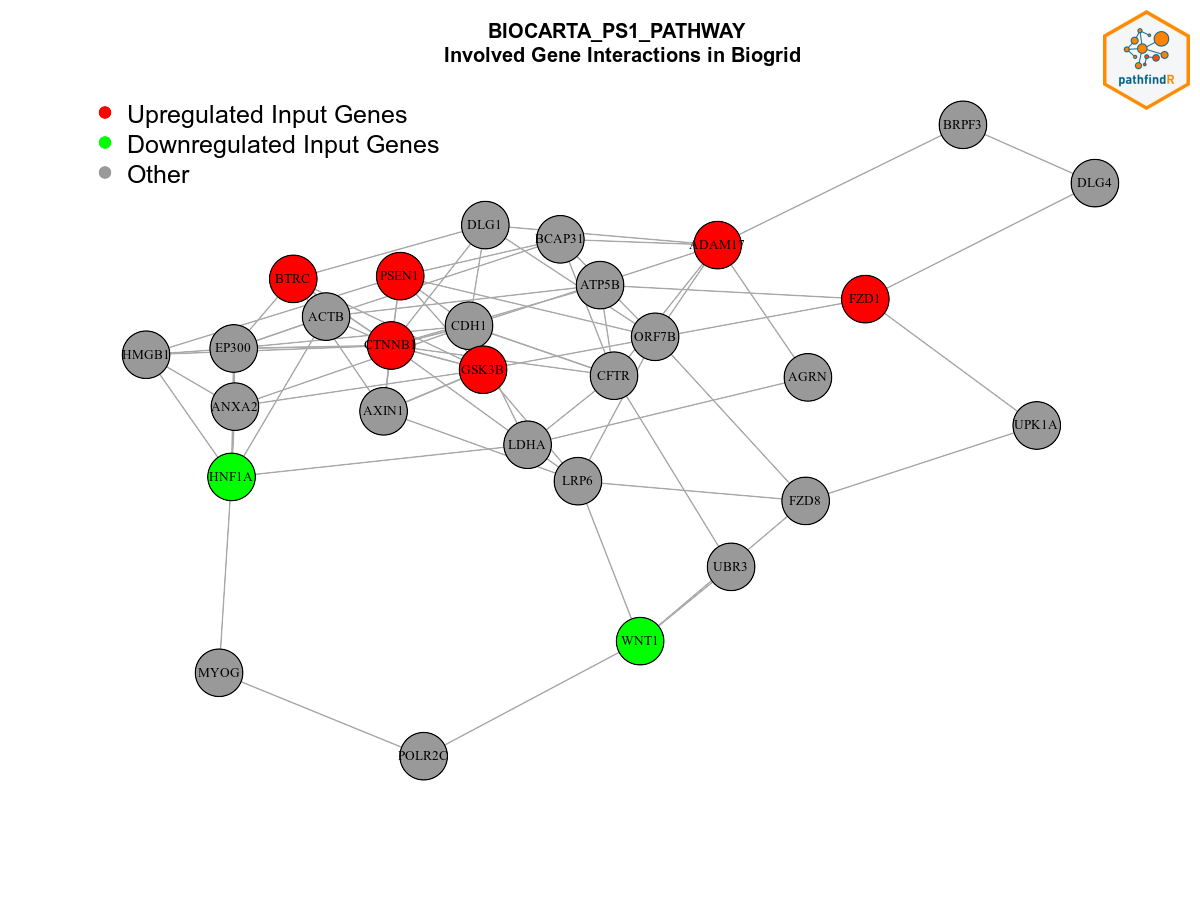 BIOCARTA_PS1_PATHWAY
Involved Gene Interactions in Biogrid
pathfindR
Upregulated Input Genes
Downregulated Input Genes
Other
BRPF3
DLG4
DLG1
BCAP31
ADAM17
BTRC
PSEN1
ATP5B
FZD1
ACTB
CDH1
ORF7B
HMGB1
EP300
CTNNB1
GSK3B
CFTR
AGRN
ANXA2
AXIN1
UPK1A
LDHA
HNF1A
LRP6
FZD8
UBR3
WNT1
MYOG
POLR2C